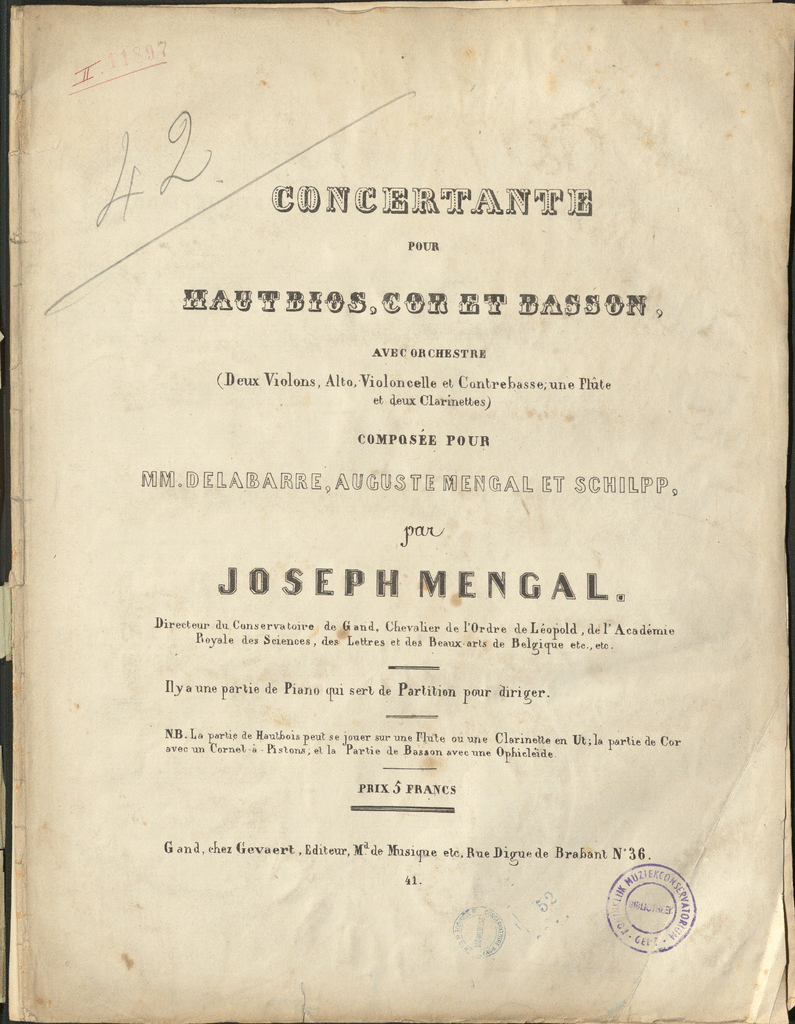 II. 11897
42.
CONCERTANTE
POUR
HAUTBIOS, COR ET BASSON,
AVEC ORCHESTRE
(Deux Violons, Alto, Violoncelle et Contrebasse, une Flûte
et deux Clarinettes)
COMPOSÉE POUR
MM. DELABARRE, AUGUSTE MENGAL ET SCHILPP,
par
JOSEPH MENGAL.
Directeur du Conservatoire de Gand, Chevalier de l'Ordre de Léopold, de l'Académie
Royale des Sciences, des Lettres et des Beaux-arts de Belgique etc., etc.
Il y a une partie de Piano qui sert de Partition pour diriger.
N.B. La partie de Hautbois peut se jouer sur une Flute ou une Clarinette en Ut; la partie de Cor
avec un Cornet-à-Pistons; et la Partie de Basson avec une Ophicleïde.
PRIX 5 FRANCS
Gand, chez Gevaert, Editeur, Md de Musique etc, Rue Digue de Brabant N° 36.
41.
52
KONINKLIJK MUZIEKCONSERVATORIUM
BIBLIOTHEEK
GENT